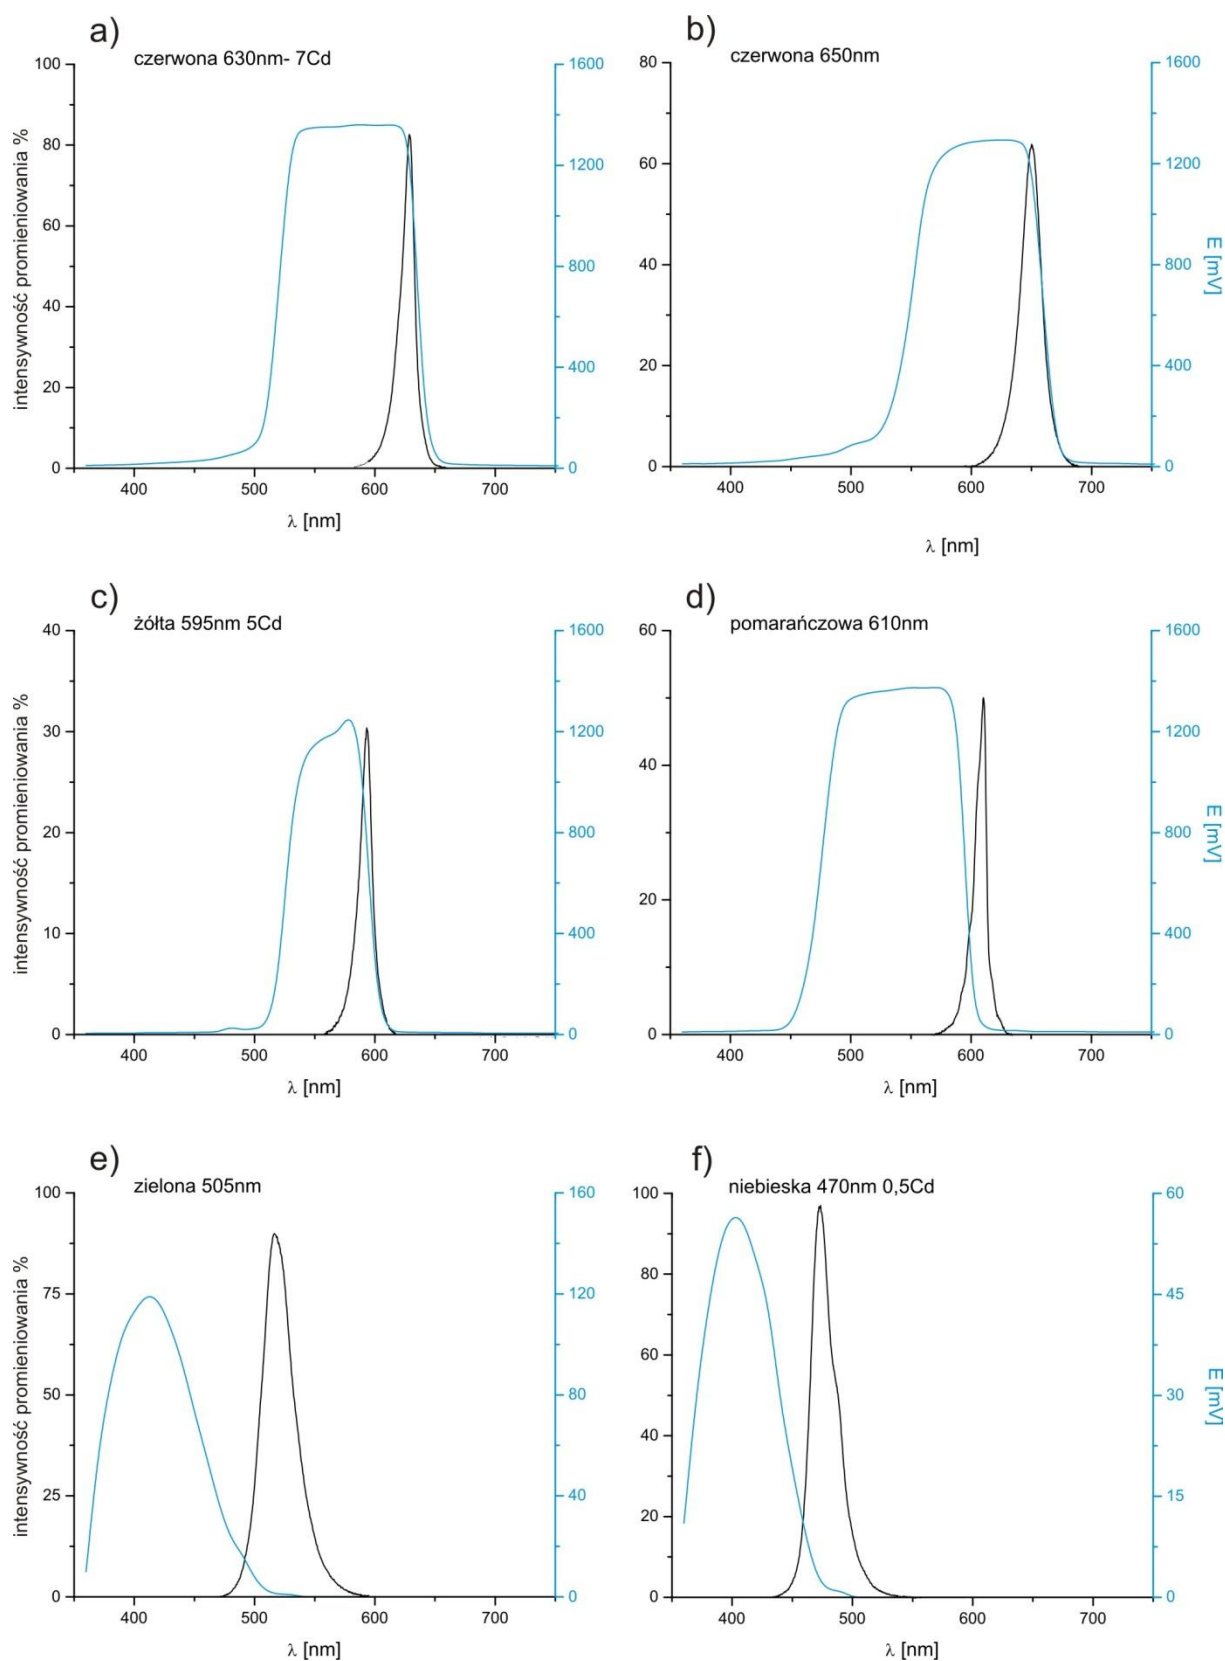 a)
czerwona 630nm- 7Cd
100
80
60
40
20
0
intensywność promieniowania %
1600
1200
800
400
0
400 500 600 700
λ [nm]
b)
czerwona 650nm
80
60
40
20
0
1600
1200
800
400
0
E [mV]
500 600 700
λ [nm]
c)
żółta 595nm 5Cd
40
30
20
10
0
intensywność promieniowania %
1600
1200
800
400
0
400 500 600 700
λ [nm]
d)
pomarańczowa 610nm
60
40
20
0
1600
1200
800
400
0
E [mV]
400 500 600 700
λ [nm]
e)
zielona 505nm
100
75
50
25
0
intensywność promieniowania %
160
120
80
40
0
400 500 600 700
λ [nm]
f)
niebieska 470nm 0,5Cd
100
80
60
40
20
0
60
45
30
15
0
E [mV]
400 500 600 700
λ [nm]